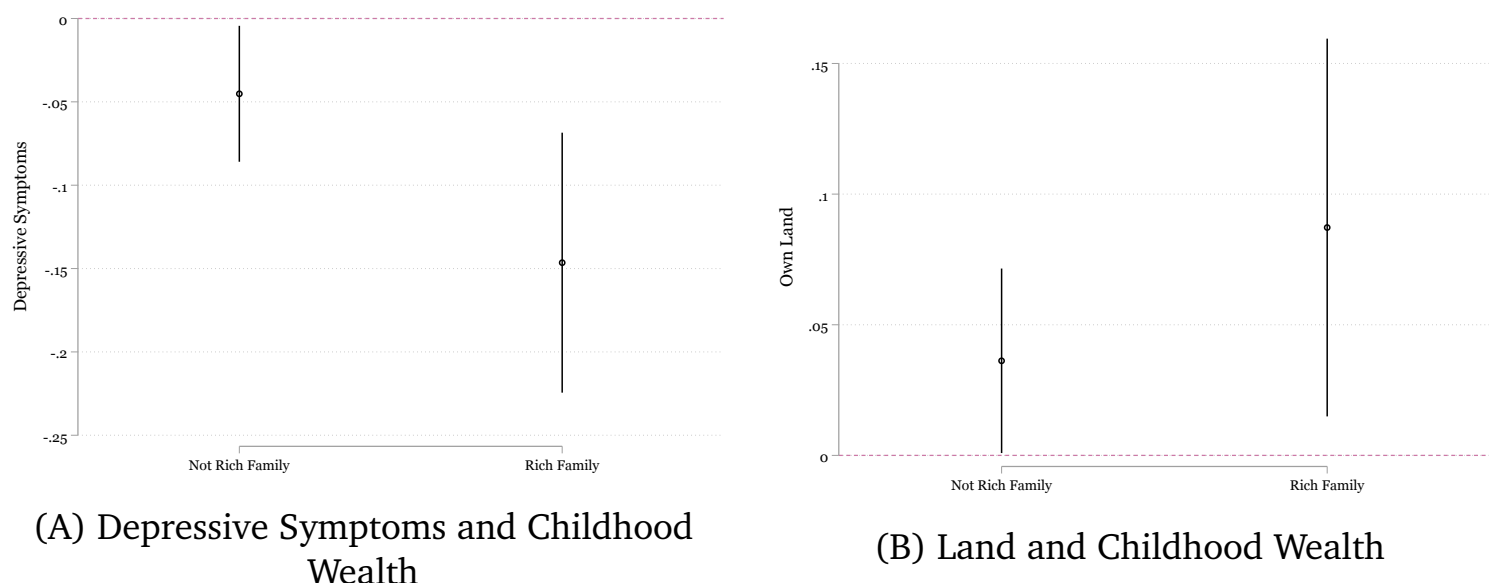 0
-.05
-.1
-.15
-.2
-.25
Depressive Symptoms
Not Rich Family
Rich Family
(A) Depressive Symptoms and Childhood
Wealth
.15
.1
.05
0
Own Land
Not Rich Family
Rich Family
(B) Land and Childhood Wealth